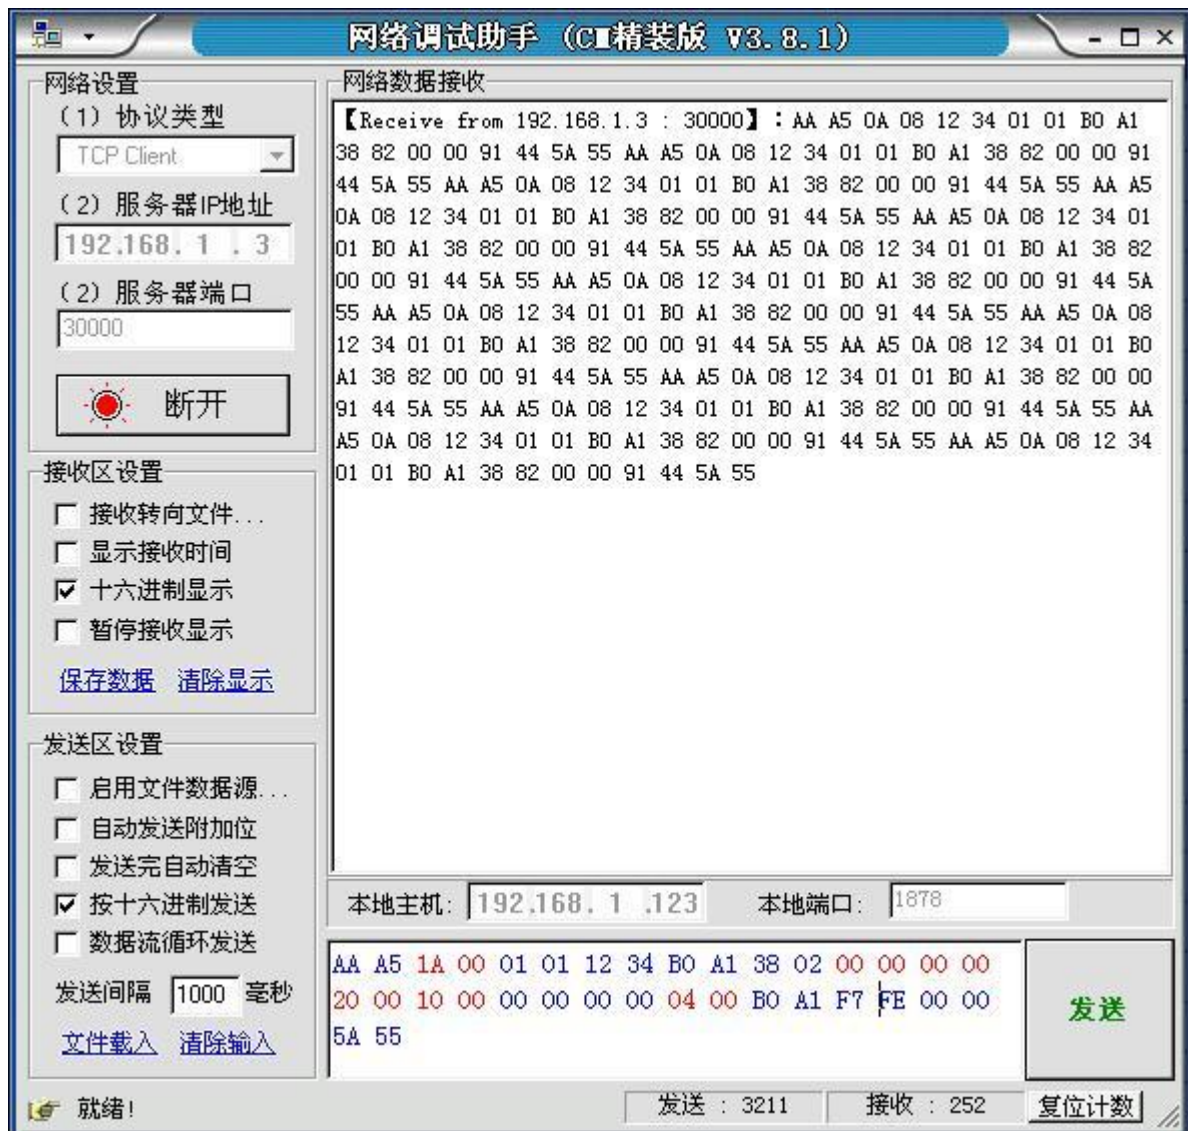 网络调试助手 (CM精装版 V3.8.1)
网络设置
(1) 协议类型
TCP Client
(2) 服务器IP地址
192.168. 1 . 3
(2) 服务器端口
30000
断开
接收区设置
接收转向文件...
显示接收时间
十六进制显示
暂停接收显示
保存数据 清除显示
发送区设置
启用文件数据源...
自动发送附加位
发送完自动清空
按十六进制发送
数据流循环发送
发送间隔 1000 毫秒
文件载入 清除输入
网络数据接收
【Receive from 192.168.1.3 : 30000】:AA A5 0A 08 12 34 01 01 B0 A1
38 82 00 00 91 44 5A 55 AA A5 0A 08 12 34 01 01 B0 A1 38 82 00 00 91
44 5A 55 AA A5 0A 08 12 34 01 01 B0 A1 38 82 00 00 91 44 5A 55 AA A5
0A 08 12 34 01 01 B0 A1 38 82 00 00 91 44 5A 55 AA A5 0A 08 12 34 01
01 B0 A1 38 82 00 00 91 44 5A 55 AA A5 0A 08 12 34 01 01 B0 A1 38 82
00 00 91 44 5A 55 AA A5 0A 08 12 34 01 01 B0 A1 38 82 00 00 91 44 5A
55 AA A5 0A 08 12 34 01 01 B0 A1 38 82 00 00 91 44 5A 55 AA A5 0A 08
12 34 01 01 B0 A1 38 82 00 00 91 44 5A 55 AA A5 0A 08 12 34 01 01 B0
A1 38 82 00 00 91 44 5A 55 AA A5 0A 08 12 34 01 01 B0 A1 38 82 00 00
91 44 5A 55 AA A5 0A 08 12 34 01 01 B0 A1 38 82 00 00 91 44 5A 55 AA
A5 0A 08 12 34 01 01 B0 A1 38 82 00 00 91 44 5A 55 AA A5 0A 08 12 34
01 01 B0 A1 38 82 00 00 91 44 5A 55
本地主机: 192.168. 1 .123 本地端口: 1878
AA A5 1A 00 01 01 12 34 B0 A1 38 02 00 00 00 00
20 00 10 00 00 00 00 00 04 00 B0 A1 F7 FE 00 00
5A 55
发送
就绪! 发送 : 3211 接收 : 252 复位计数